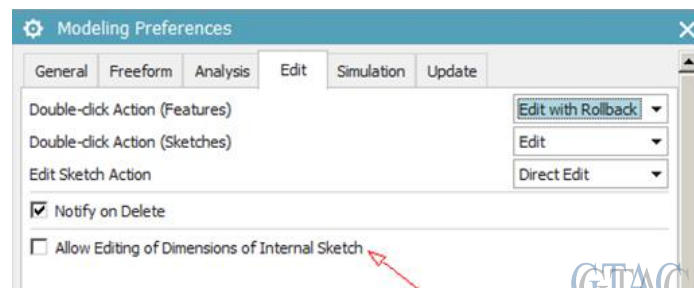 Modeling Preferences
General Freeform Analysis Edit Simulation Update
Double-click Action (Features) Edit with Rollback
Double-click Action (Sketches) Edit
Edit Sketch Action Direct Edit
Notify on Delete
Allow Editing of Dimensions of Internal Sketch
GTAC